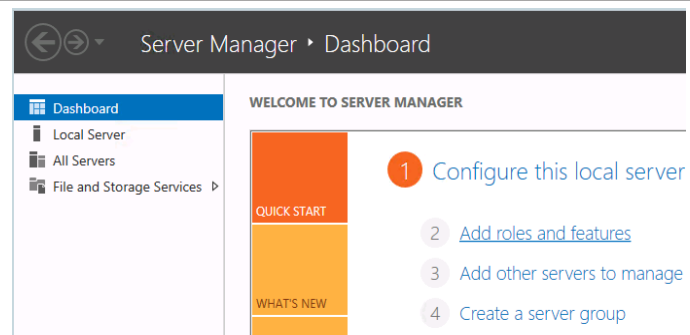 Server Manager ‣ Dashboard
Dashboard
Local Server
All Servers
File and Storage Services
WELCOME TO SERVER MANAGER
QUICK START
WHAT'S NEW
1 Configure this local server
2 Add roles and features
3 Add other servers to manage
4 Create a server group